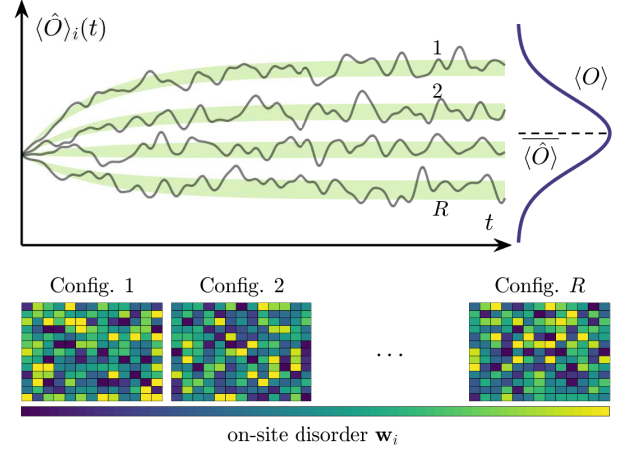 ⟨Ô⟩ᵢ(t)
1
2
R
t
⟨O⟩
⟨Ô⟩
Config. 1
Config. 2
...
Config. R
on-site disorder wᵢ